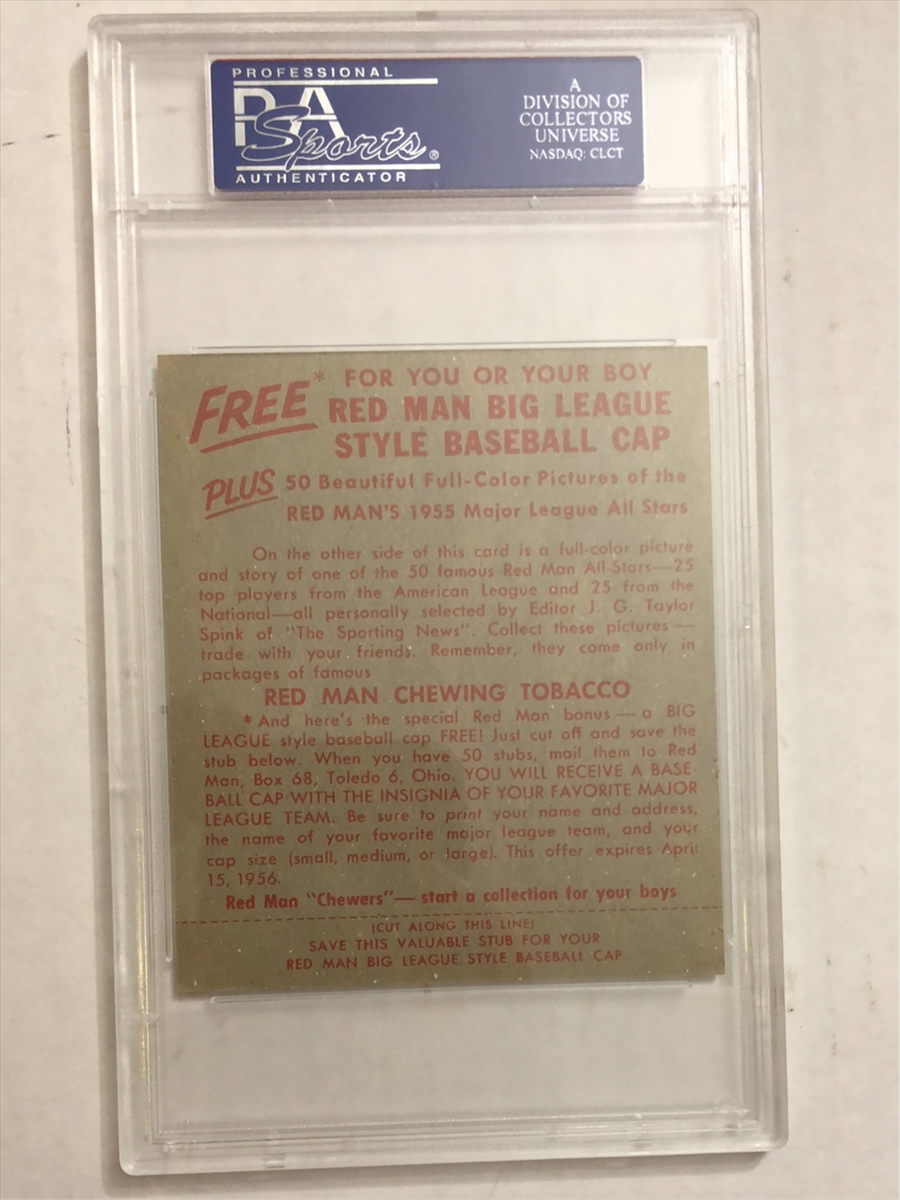 PROFESSIONAL
PSA
Sports®
AUTHENTICATOR
A
DIVISION OF
COLLECTORS
UNIVERSE
NASDAQ: CLCT
FREE* FOR YOU OR YOUR BOY
RED MAN BIG LEAGUE
STYLE BASEBALL CAP
PLUS 50 Beautiful Full-Color Pictures of the
RED MAN'S 1955 Major League All Stars
On the other side of this card is a full-color picture
and story of one of the 50 famous Red Man All-Stars—25
top players from the American League and 25 from the
National—all personally selected by Editor J. G. Taylor
Spink of "The Sporting News". Collect these pictures—
trade with your friends. Remember, they come only in
packages of famous
RED MAN CHEWING TOBACCO
* And here's the special Red Man bonus—a BIG
LEAGUE style baseball cap FREE! Just cut off and save the
stub below. When you have 50 stubs, mail them to Red
Man, Box 68, Toledo 6, Ohio. YOU WILL RECEIVE A BASE-
BALL CAP WITH THE INSIGNIA OF YOUR FAVORITE MAJOR
LEAGUE TEAM. Be sure to print your name and address,
the name of your favorite major league team, and your
cap size (small, medium, or large). This offer expires April
15, 1956.
Red Man "Chewers"—start a collection for your boys
(CUT ALONG THIS LINE)
SAVE THIS VALUABLE STUB FOR YOUR
RED MAN BIG LEAGUE STYLE BASEBALL CAP